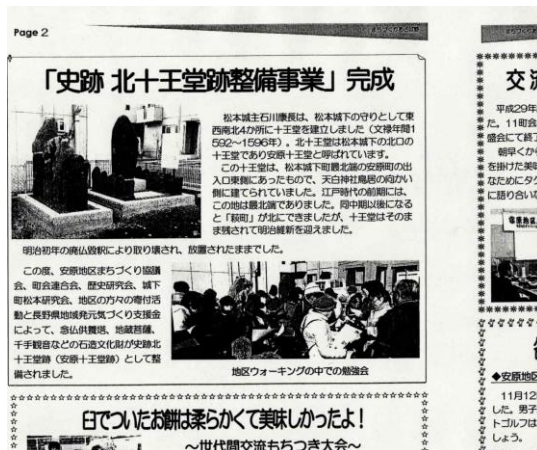 Page 2
「史跡 北十王堂跡整備事業」完成
松本城主石川康長は、松本城下の守りとして東
西南北4か所に十王堂を建立しました（文禄年間1
592～1596年）。北十王堂は松本城下の北口の
十王堂であり安原十王堂と呼ばれています。
この十王堂は、松本城下町最北端の安原町の出
入口東側にあったもので、天白神社鳥居の向かい
側に建てられていました。江戸時代の前期には、
この地は最北端でありました。同中期以後になる
と「萩町」が北にできましたが、十王堂はそのま
ま残されて明治維新を迎えました。
明治初年の廃仏毀釈により取り壊され、放置されたままでした。
この度、安原地区まちづくり協議
会、町会連合会、歴史研究会、城下
町松本研究会、地区の方々の寄付活
動と長野県地域発元気づくり支援金
によって、念仏供養塔、地蔵菩薩、
千手観音などの石造文化財が史跡北
十王堂跡（安原十王堂跡）として整
備されました。
地区ウォーキングの中での勉強会
臼でついたお餅は柔らかくて美味しかったよ！
～世代間交流もちつき大会～
交流
平成29年
た。11町会
盛会にて終了
朝早くから
を掛けた美味
なためにタク
に語り合いな
◆安原地区
11月12
した。男子
トゴルフは
しょう。